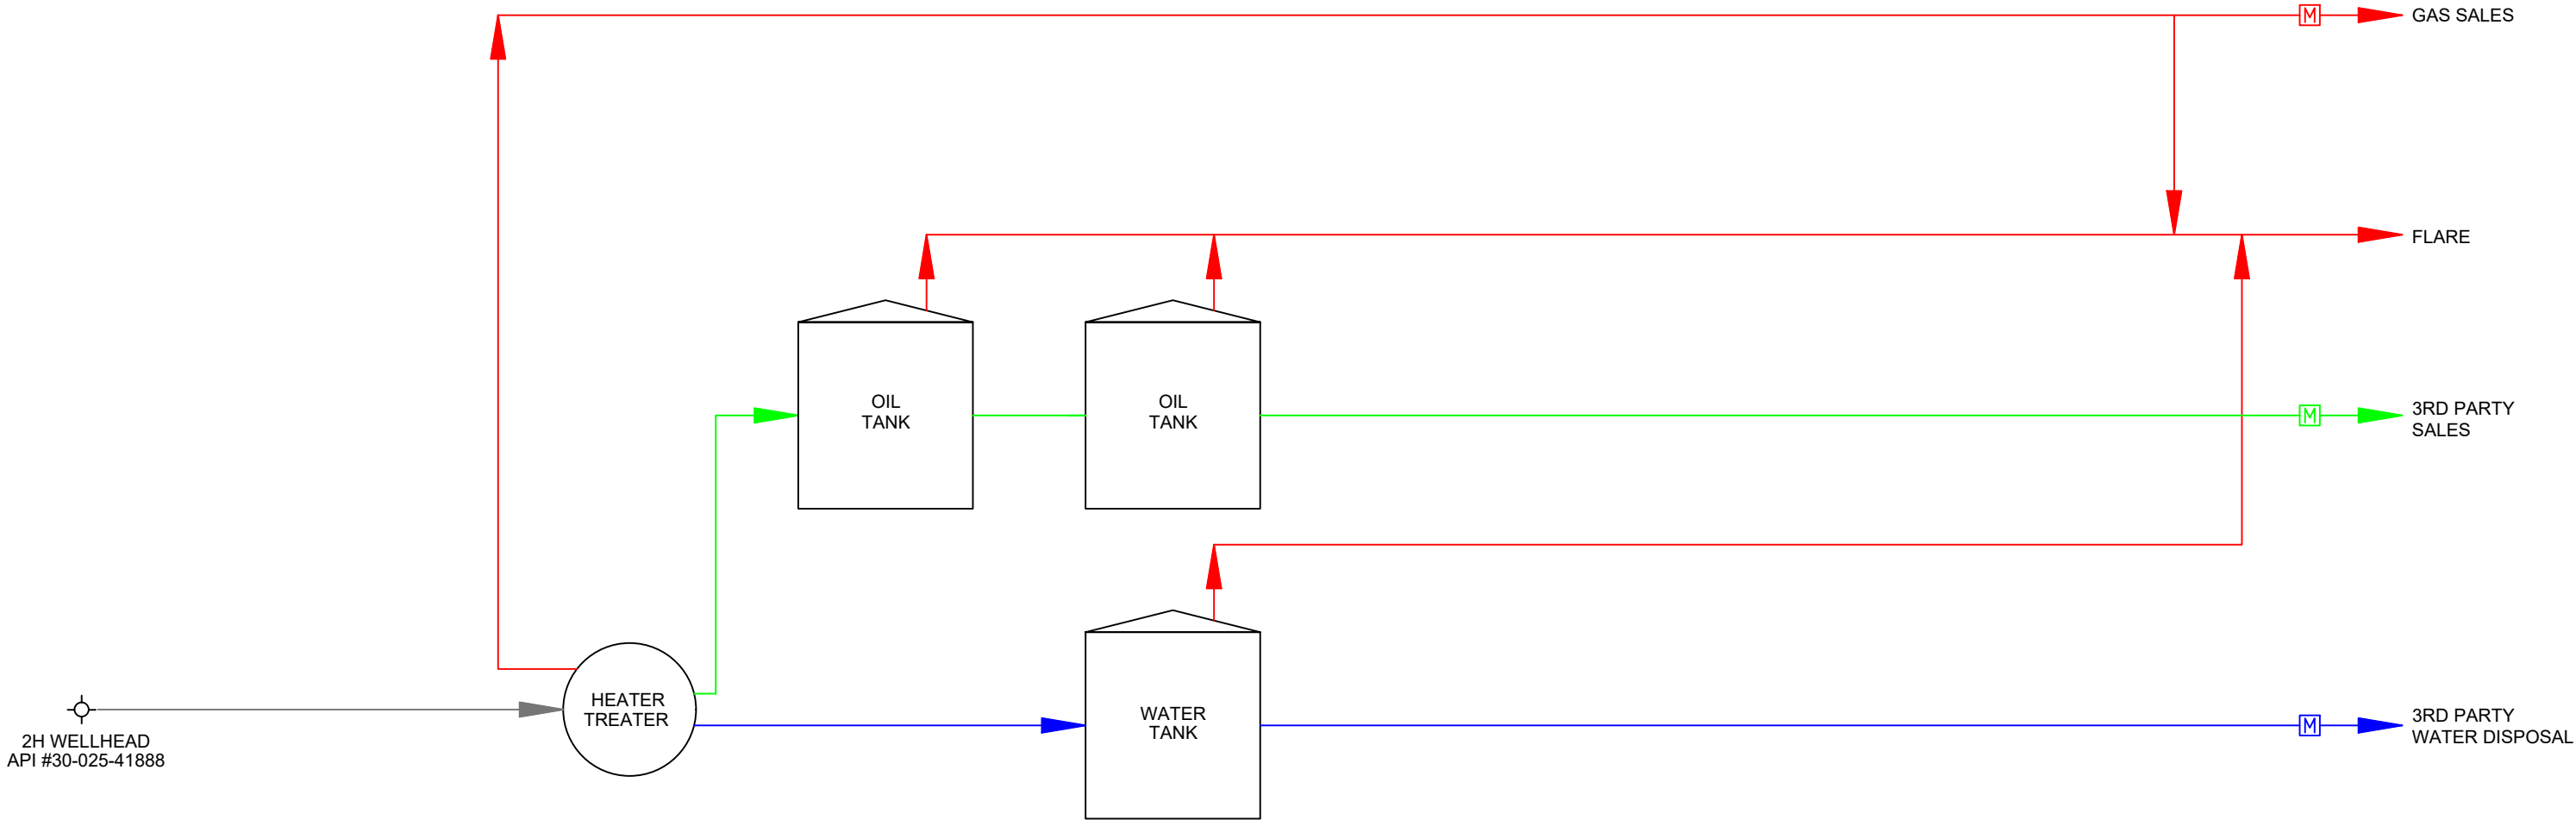 M
GAS SALES
FLARE
OIL
TANK
OIL
TANK
M
3RD PARTY
SALES
HEATER
TREATER
WATER
TANK
M
3RD PARTY
WATER DISPOSAL
2H WELLHEAD
API #30-025-41888